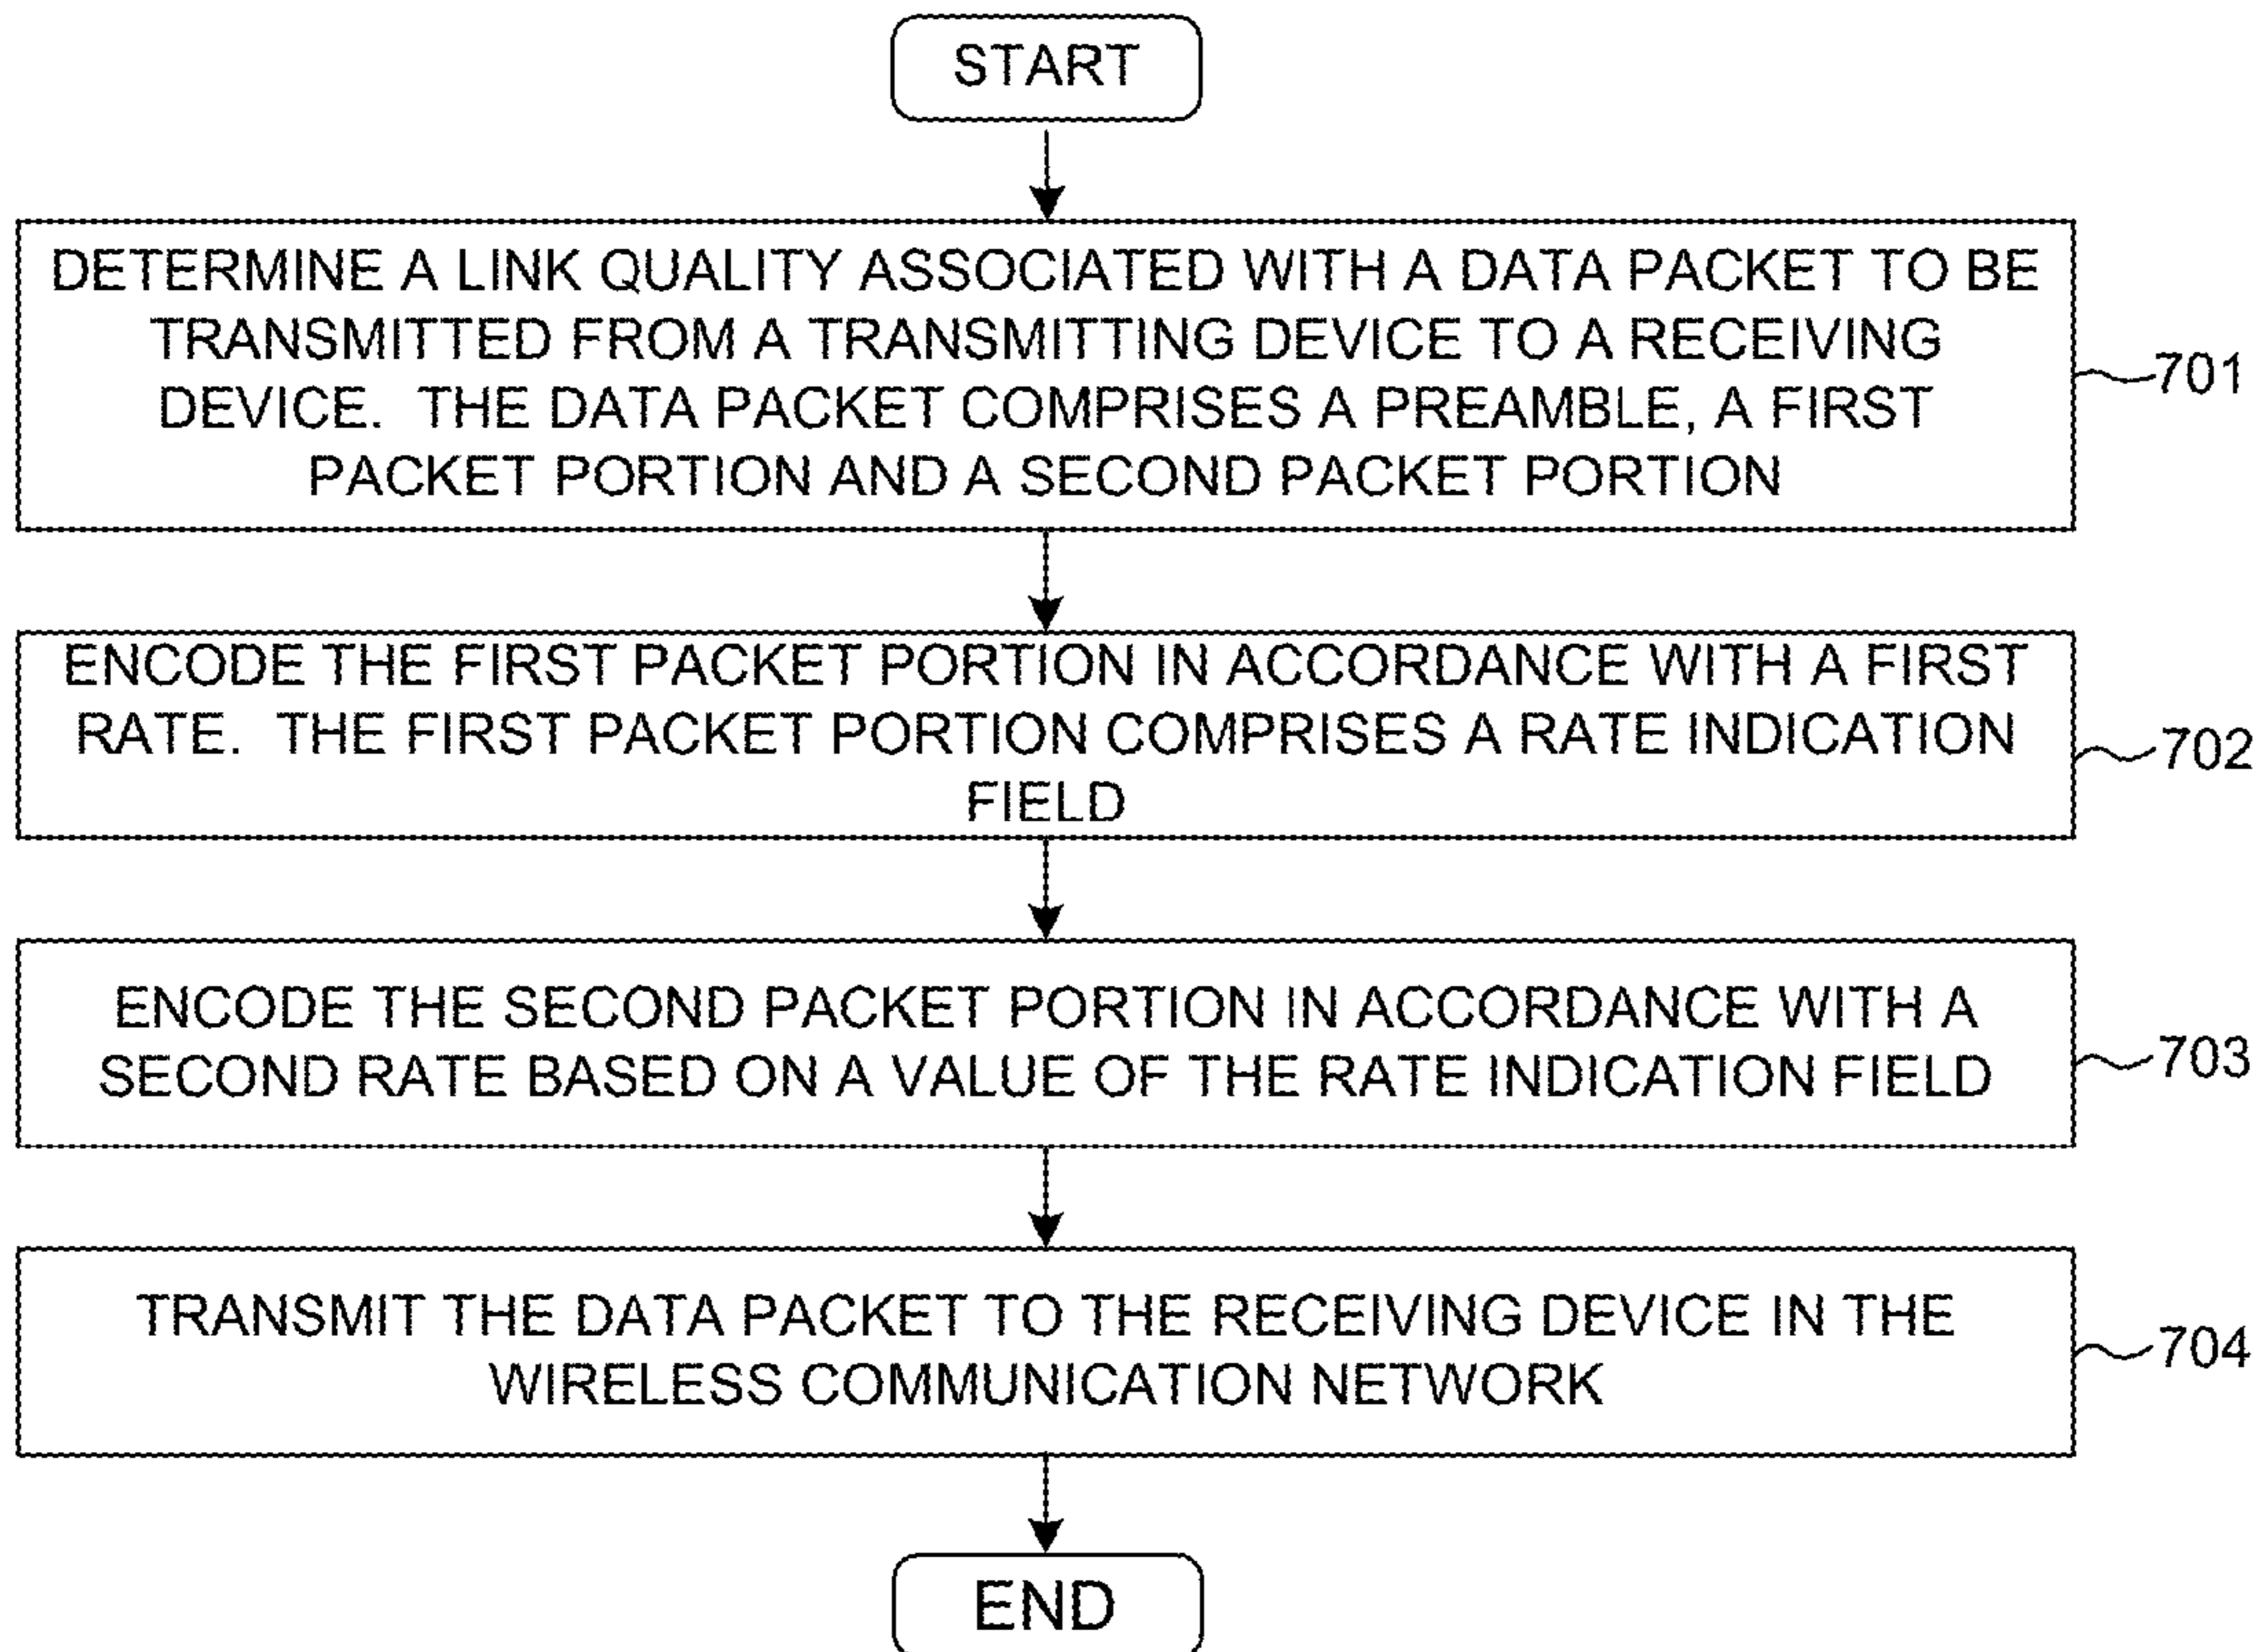 START
DETERMINE A LINK QUALITY ASSOCIATED WITH A DATA PACKET TO BE
TRANSMITTED FROM A TRANSMITTING DEVICE TO A RECEIVING
DEVICE. THE DATA PACKET COMPRISES A PREAMBLE, A FIRST
PACKET PORTION AND A SECOND PACKET PORTION
701
ENCODE THE FIRST PACKET PORTION IN ACCORDANCE WITH A FIRST
RATE. THE FIRST PACKET PORTION COMPRISES A RATE INDICATION
FIELD
702
ENCODE THE SECOND PACKET PORTION IN ACCORDANCE WITH A
SECOND RATE BASED ON A VALUE OF THE RATE INDICATION FIELD
703
TRANSMIT THE DATA PACKET TO THE RECEIVING DEVICE IN THE
WIRELESS COMMUNICATION NETWORK
704
END